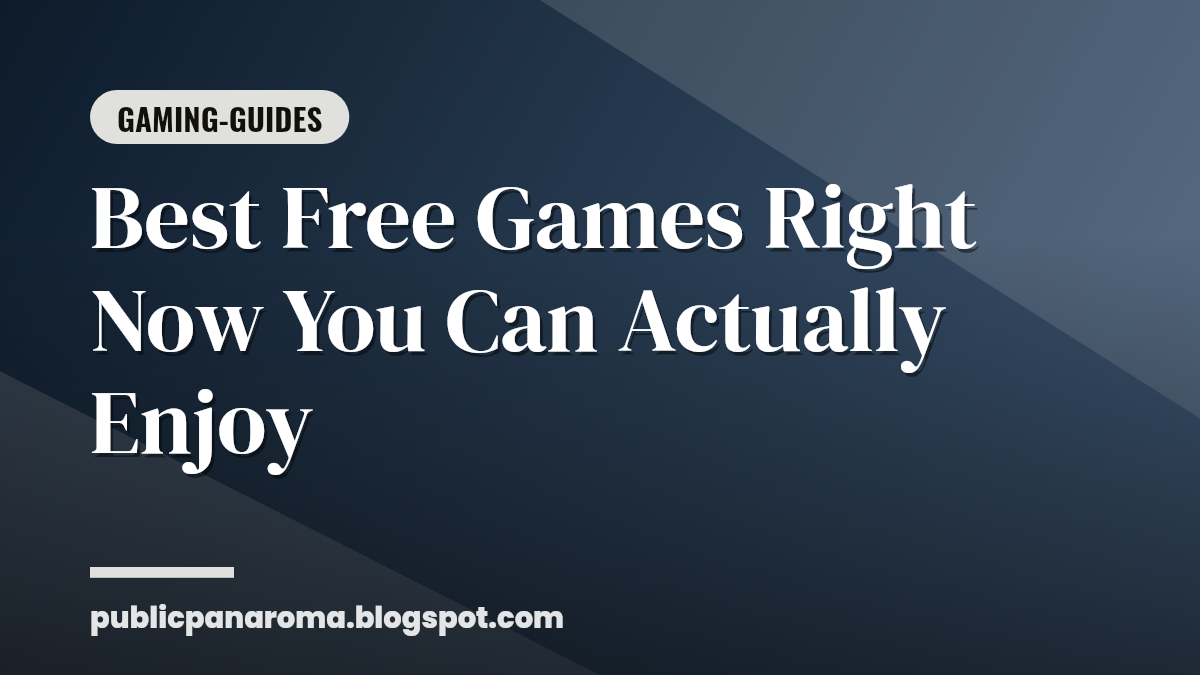 GAMING-GUIDES
Best Free Games Right
Now You Can Actually
Enjoy
publicpanaroma.blogspot.com